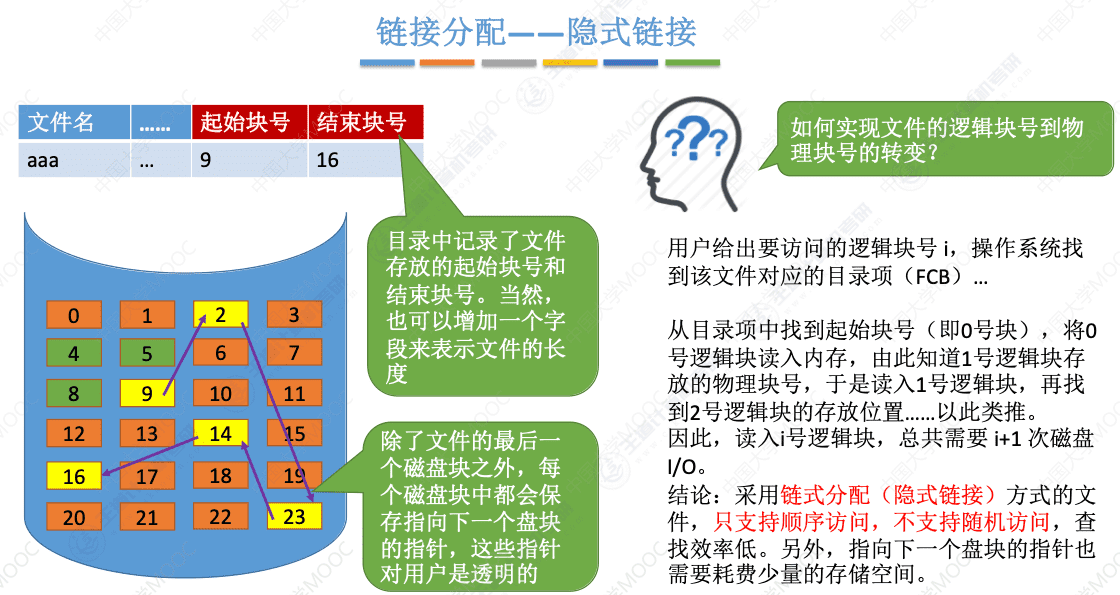 链接分配——隐式链接
文件名 …… 起始块号 结束块号
aaa … 9 16
目录中记录了文件
存放的起始块号和
结束块号。当然，
也可以增加一个字
段来表示文件的长
度
0 1 2 3
4 5 6 7
8 9 10 11
12 13 14 15
16 17 18 19
20 21 22 23
除了文件的最后一
个磁盘块之外，每
个磁盘块中都会保
存指向下一个盘块
的指针，这些指针
对用户是透明的
???
如何实现文件的逻辑块号到物
理块号的转变？
用户给出要访问的逻辑块号 i，操作系统找
到该文件对应的目录项（FCB）…
从目录项中找到起始块号（即0号块），将0
号逻辑块读入内存，由此知道1号逻辑块存
放的物理块号，于是读入1号逻辑块，再找
到2号逻辑块的存放位置……以此类推。
因此，读入i号逻辑块，总共需要 i+1 次磁盘
I/O。
结论：采用链式分配（隐式链接）方式的文
件，只支持顺序访问，不支持随机访问，查
找效率低。另外，指向下一个盘块的指针也
需要耗费少量的存储空间。